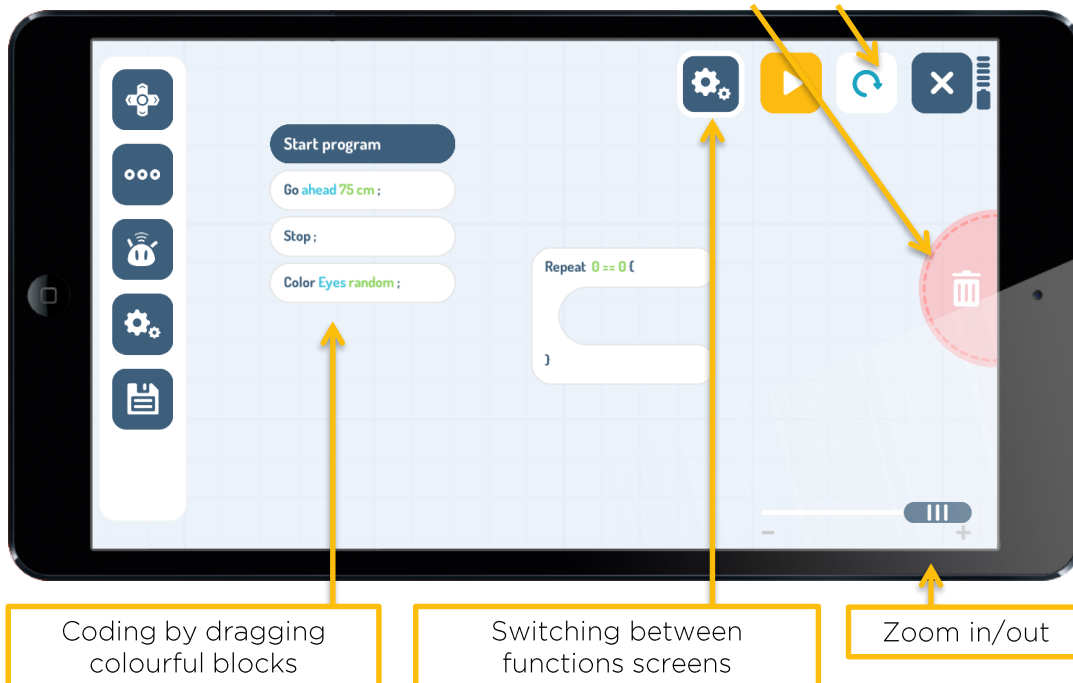 Start program
Go ahead 75 cm ;
Stop ;
Color Eyes random ;
Repeat 0 == 0 {
}
- +
Coding by dragging
colourful blocks
Switching between
functions screens
Zoom in/out